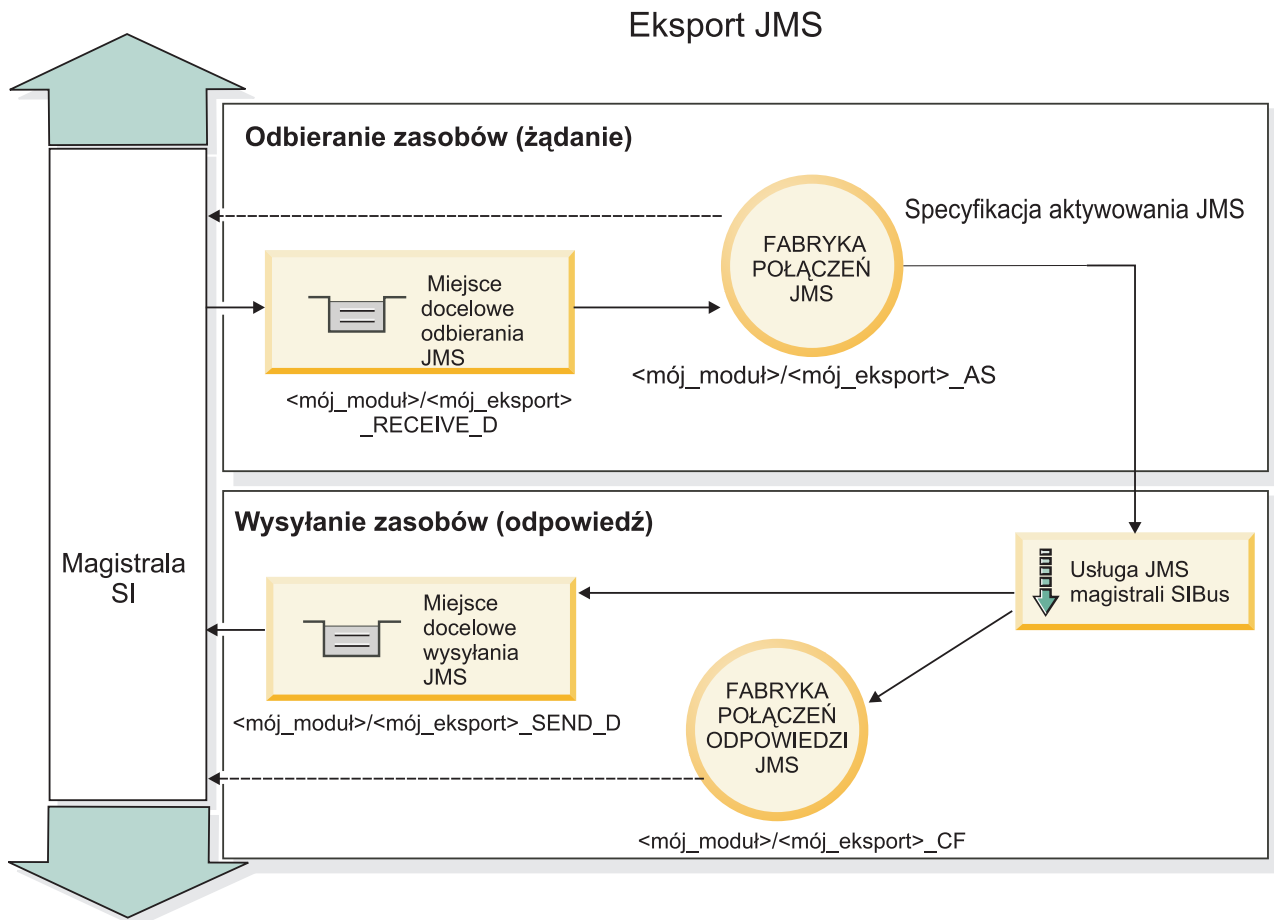 Eksport JMS
Odbieranie zasobów (żądanie)
FABRYKA
POŁĄCZEŃ
JMS
Specyfikacja aktywowania JMS
Miejsce
docelowe
odbierania
JMS
<mój_moduł>/<mój_eksport>_AS
<mój_moduł>/<mój_eksport>
_RECEIVE_D
Magistrala
SI
Wysyłanie zasobów (odpowiedź)
Usługa JMS
magistrali SIBus
Miejsce
docelowe
wysyłania
JMS
<mój_moduł>/<mój_eksport>_SEND_D
FABRYKA
POŁĄCZEŃ
ODPOWIEDZI
JMS
<mój_moduł>/<mój_eksport>_CF